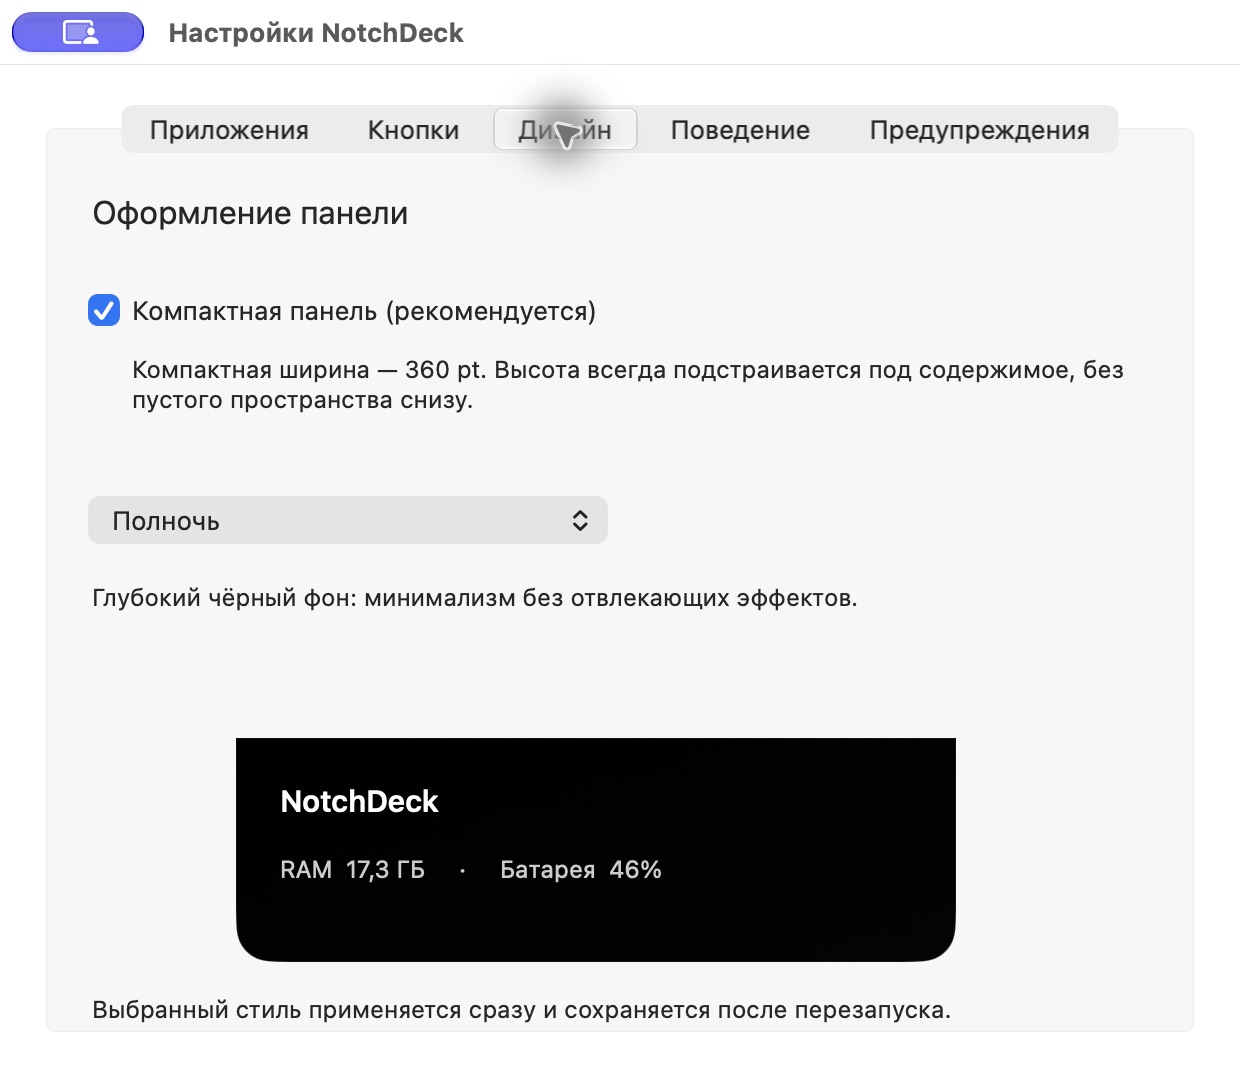 Настройки NotchDeck
Приложения
Кнопки
Дизайн
Поведение
Предупреждения
Оформление панели
Компактная панель (рекомендуется)
Компактная ширина — 360 pt. Высота всегда подстраивается под содержимое, без
пустого пространства снизу.
Полночь
Глубокий чёрный фон: минимализм без отвлекающих эффектов.
NotchDeck
RAM 17,3 ГБ · Батарея 46%
Выбранный стиль применяется сразу и сохраняется после перезапуска.